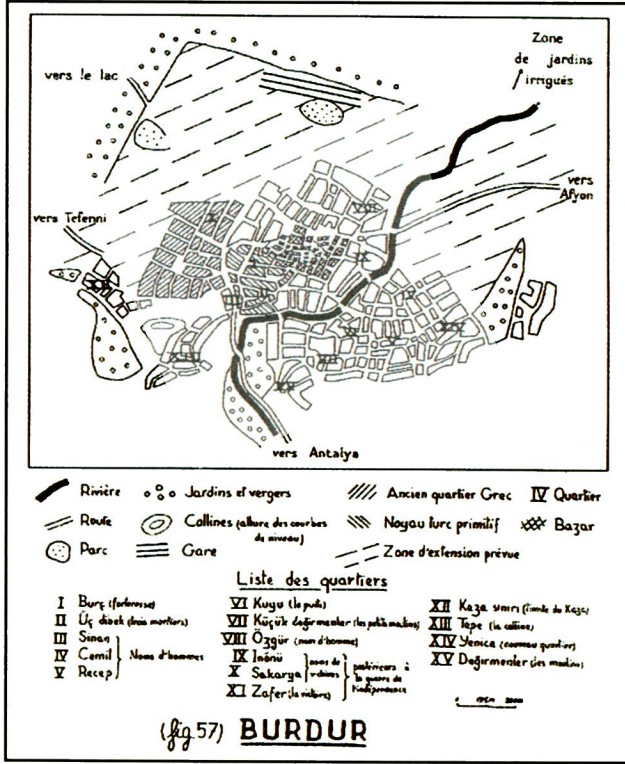 Zone
de jardins
irrigués
vers le lac
vers Tefenni
vers
Afyon
vers Antalya
Rivière
Jardins et vergers
Ancien quartier Grec
IV Quartier
Route
Collines (allure des courbes
de niveau)
Noyau turc primitif
Bazar
Parc
Gare
Zone d'extension prévue
Liste des quartiers
I Burç (forteresse)
II Üç dibek (trois mortiers)
III Sinan
IV Cemil
V Recep
Noms d'hommes
VI Kuyu (le puits)
VII Küçük değirmenler (les petits moulins)
VIII Özgür (nom d'homme)
IX Inönü
X Sakarya
noms de
victoires
XI Zafer (la victoire)
postérieurs à
la guerre de
l'indépendance
XII Kaza sınırı (limite du Kaza)
XIII Tepe (la colline)
XIV Yenica (nouveau quartier)
XV Değirmenler (les moulins)
(fig 57) BURDUR